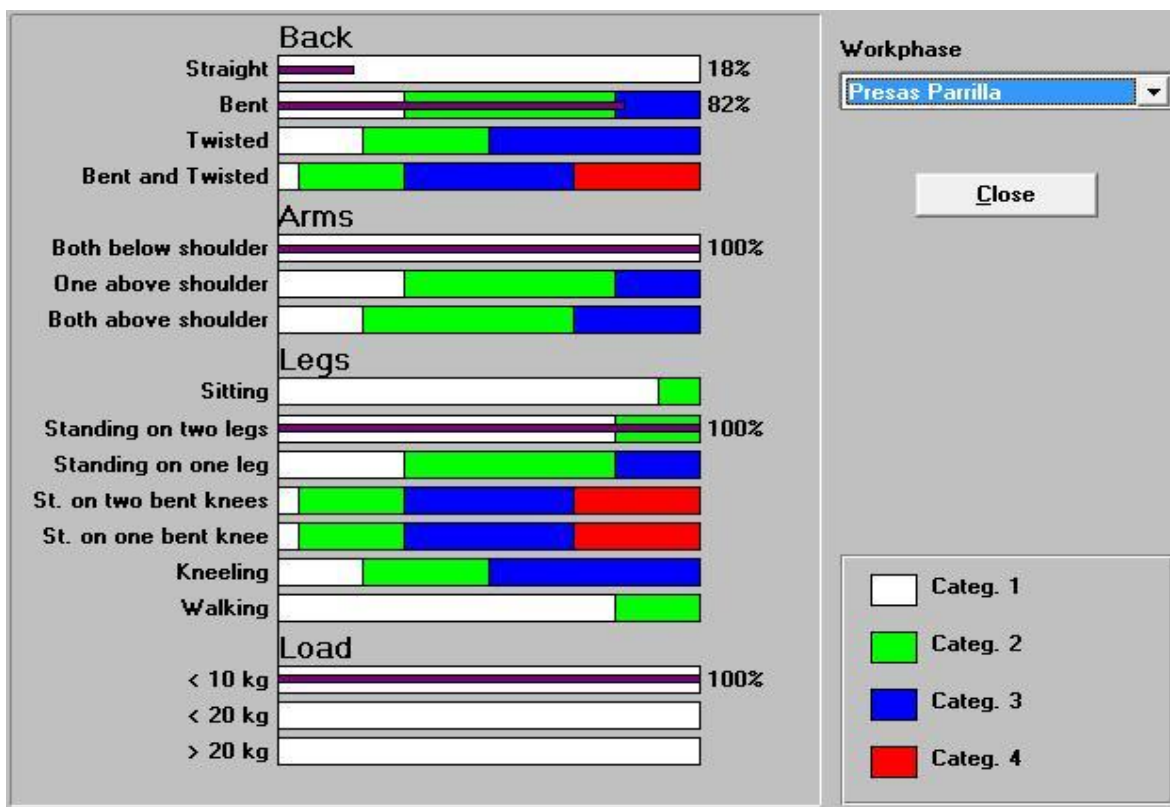 Back
Straight 18%
Bent 82%
Twisted
Bent and Twisted
Arms
Both below shoulder 100%
One above shoulder
Both above shoulder
Legs
Sitting
Standing on two legs 100%
Standing on one leg
St. on two bent knees
St. on one bent knee
Kneeling
Walking
Load
< 10 kg 100%
< 20 kg
> 20 kg
Workphase
Presas Parrilla
Close
Categ. 1
Categ. 2
Categ. 3
Categ. 4